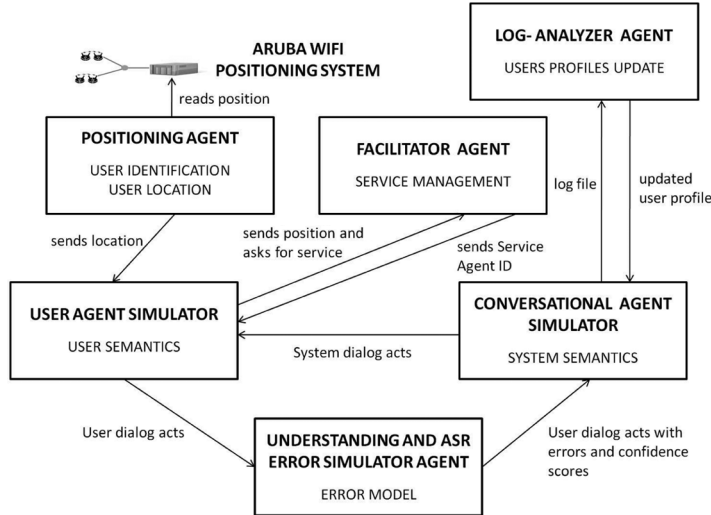 ARUBA WIFI
POSITIONING SYSTEM
reads position
LOG- ANALYZER AGENT
USERS PROFILES UPDATE
POSITIONING AGENT
USER IDENTIFICATION
USER LOCATION
FACILITATOR AGENT
SERVICE MANAGEMENT
log file
updated
user profile
sends location
sends position and
asks for service
sends Service
Agent ID
USER AGENT SIMULATOR
USER SEMANTICS
System dialog acts
CONVERSATIONAL AGENT
SIMULATOR
SYSTEM SEMANTICS
User dialog acts
UNDERSTANDING AND ASR
ERROR SIMULATOR AGENT
ERROR MODEL
User dialog acts with
errors and confidence
scores